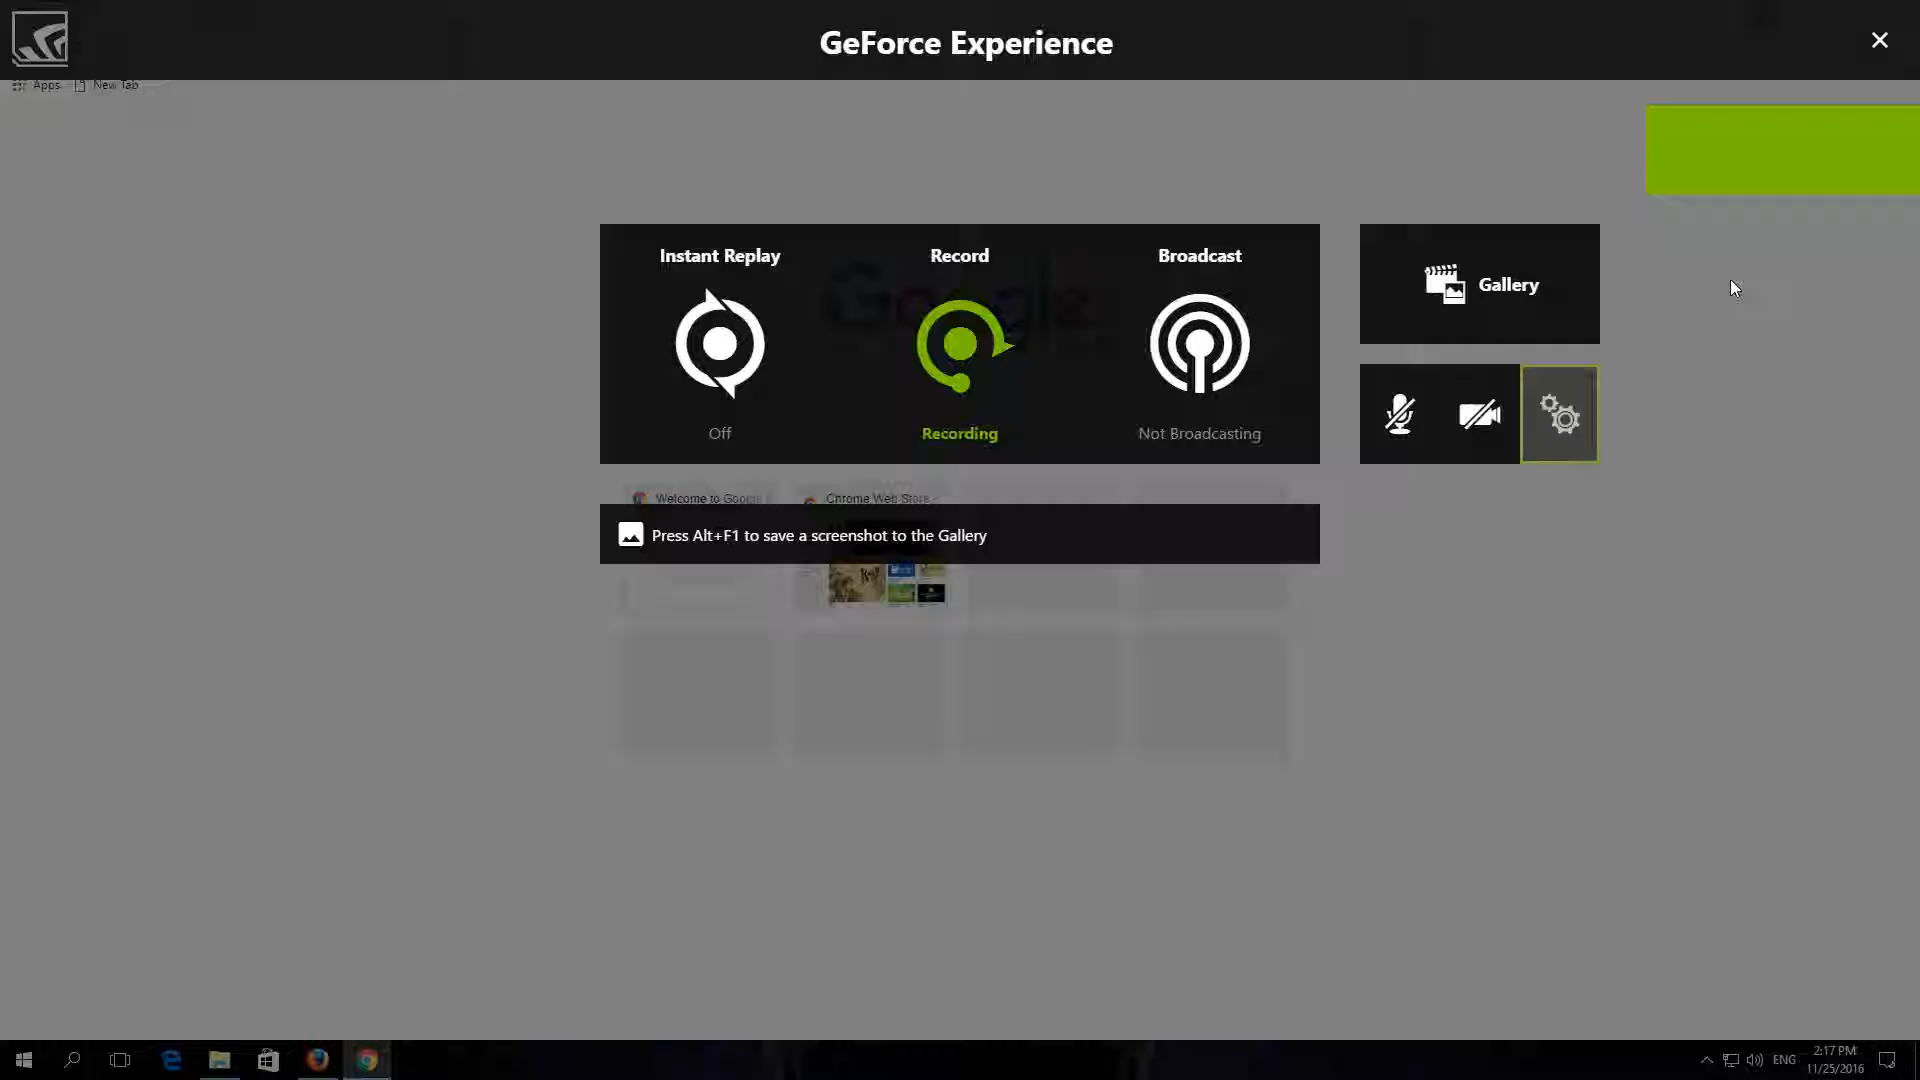 GeForce Experience
Apps New Tab
Instant Replay Record Broadcast
Google
Gallery
Off Recording Not Broadcasting
Welcome to Google Chrome Web Store -
Press Alt+F1 to save a screenshot to the Gallery
ENG 2:17 PM
11/25/2016